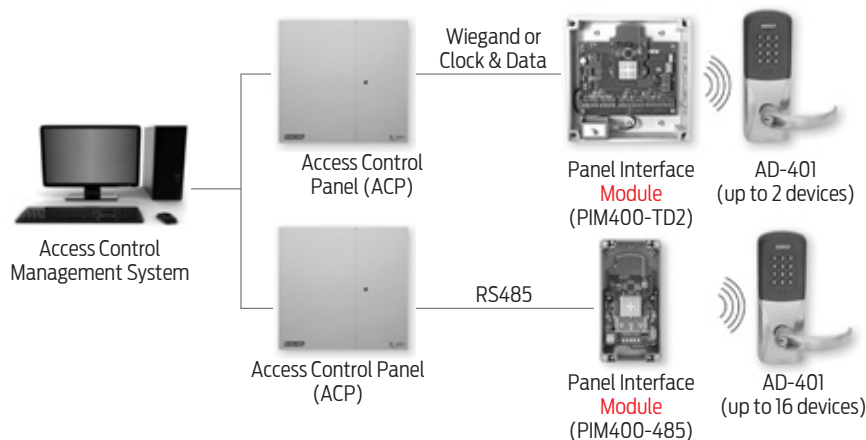 Wiegand or
Clock & Data
Access Control
Panel (ACP)
Panel Interface
Module
(PIM400-TD2)
AD-401
(up to 2 devices)
Access Control
Management System
RS485
Access Control Panel
(ACP)
Panel Interface
Module
(PIM400-485)
AD-401
(up to 16 devices)